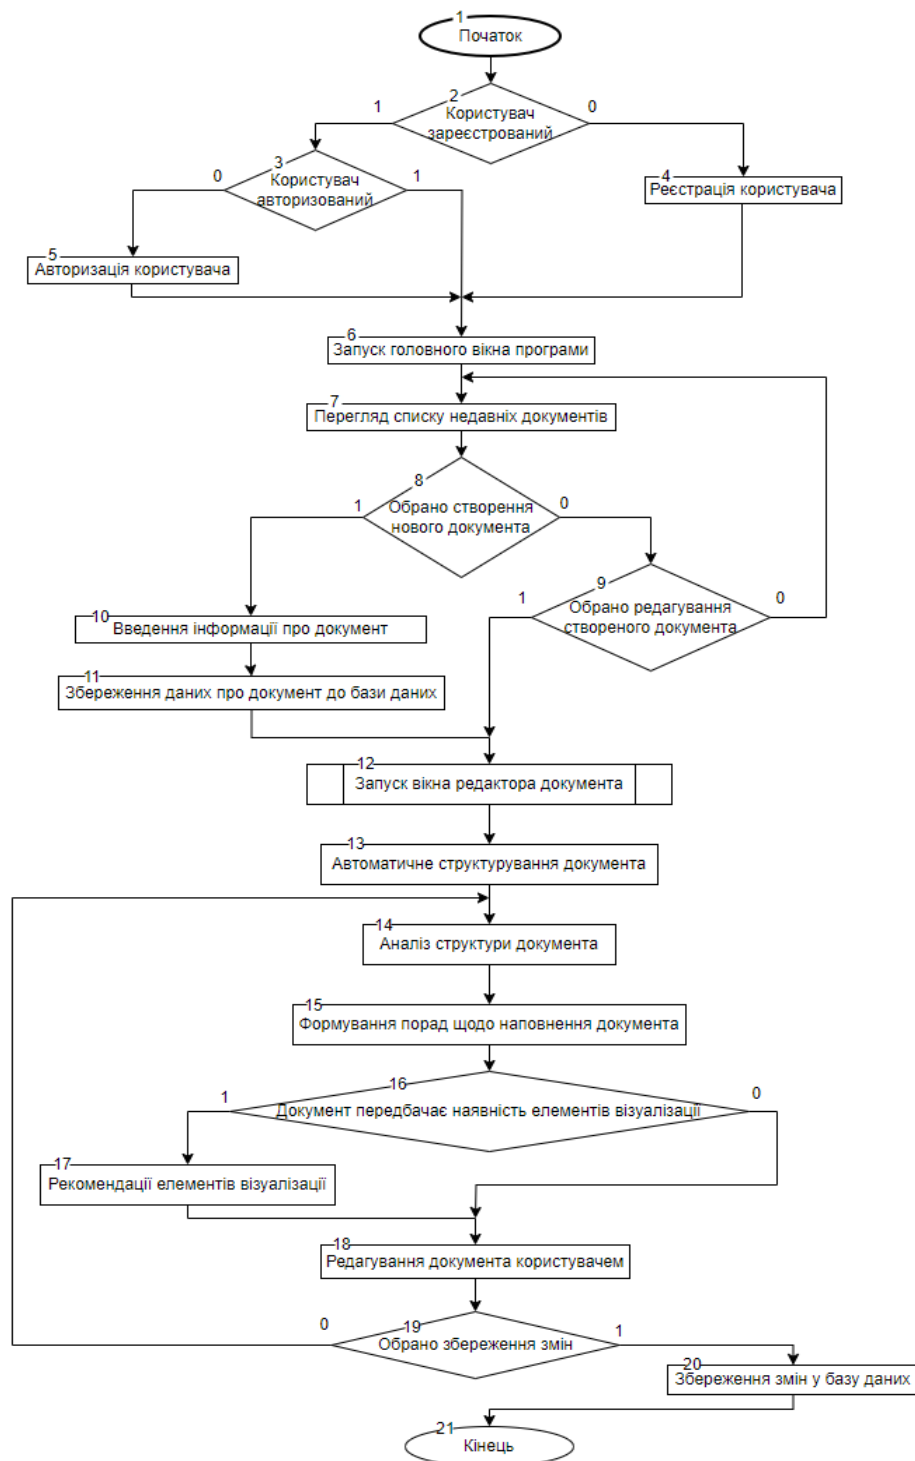 1
Початок
2
Користувач
зареєстрований
1
0
3
Користувач
авторизований
0
1
4
Реєстрація користувача
5
Авторизація користувача
6
Запуск головного вікна програми
7
Перегляд списку недавніх документів
8
Обрано створення
нового документа
1
0
9
Обрано редагування
створеного документа
1
0
10
Введення інформації про документ
11
Збереження даних про документ до бази даних
12
Запуск вікна редактора документа
13
Автоматичне структурування документа
14
Аналіз структури документа
15
Формування порад щодо наповнення документа
16
Документ передбачає наявність елементів візуалізації
1
0
17
Рекомендації елементів візуалізації
18
Редагування документа користувачем
19
Обрано збереження змін
0
1
20
Збереження змін у базу даних
21
Кінець